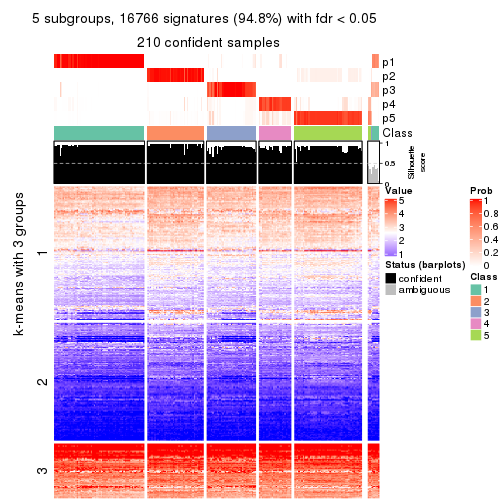 5 subgroups, 16766 signatures (94.8%) with fdr < 0.05
210 confident samples
p1
p2
p3
p4
p5
Class
1
0.5
0
Silhouette
score
k-means with 3 groups
1
2
3
Value
5
4
3
2
1
Status (barplots)
confident
ambiguous
Prob
1
0.8
0.6
0.4
0.2
0
Class
1
2
3
4
5